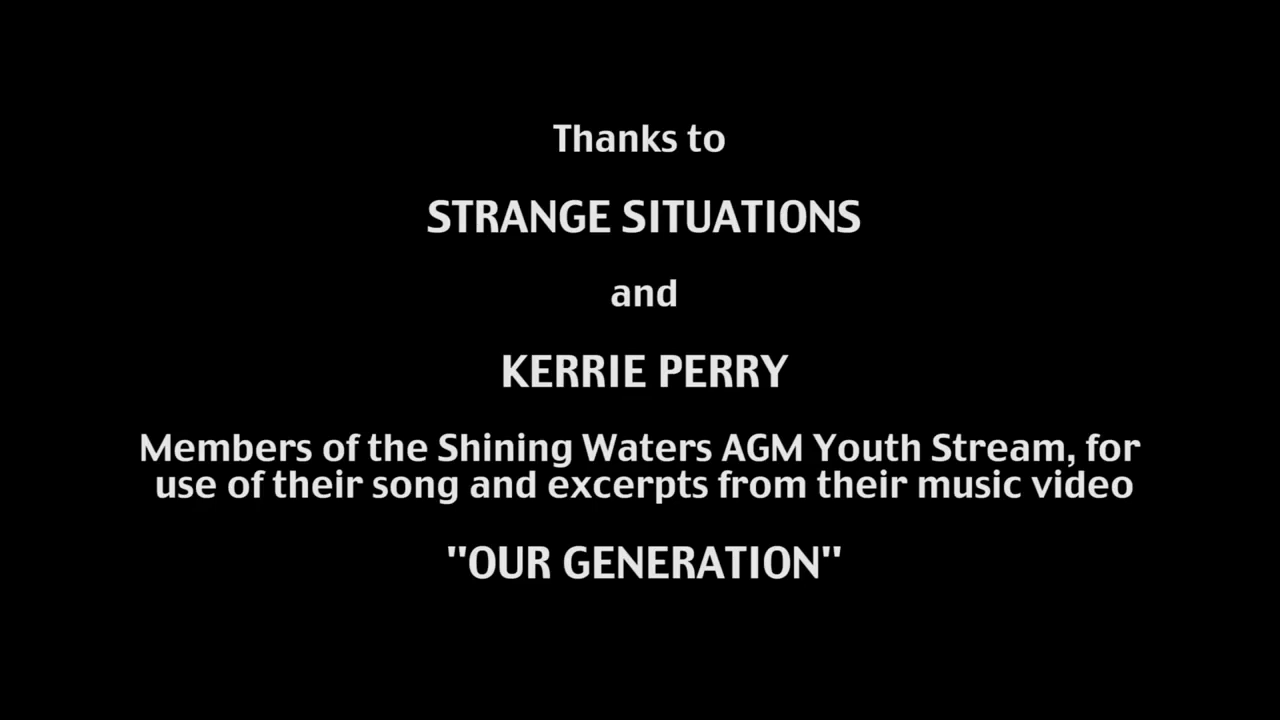 Thanks to
STRANGE SITUATIONS
and
KERRIE PERRY
Members of the Shining Waters AGM Youth Stream, for
use of their song and excerpts from their music video
"OUR GENERATION"